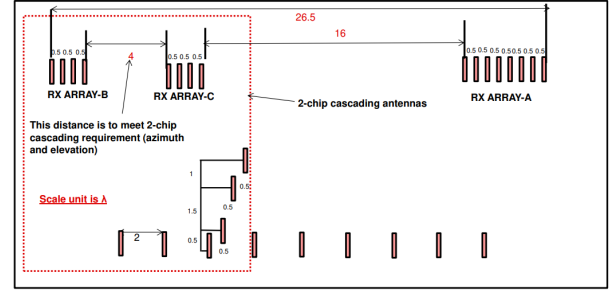 26.5
16
0.5 0.5 0.5
4
0.5 0.5 0.5
0.5 0.5 0.5 0.5 0.5 0.5 0.5
RX ARRAY-B
RX ARRAY-C
RX ARRAY-A
2-chip cascading antennas
This distance is to meet 2-chip
cascading requirement (azimuth
and elevation)
1
0.5
Scale unit is λ
1.5
0.5
2
0.5
0.5